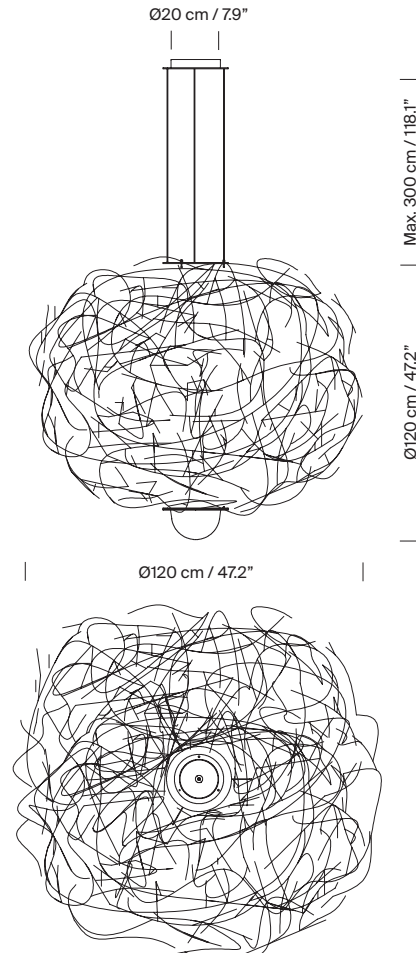 Ø20 cm / 7.9”
Max. 300 cm / 118.1”
Ø120 cm / 47.2”
Ø120 cm / 47.2”